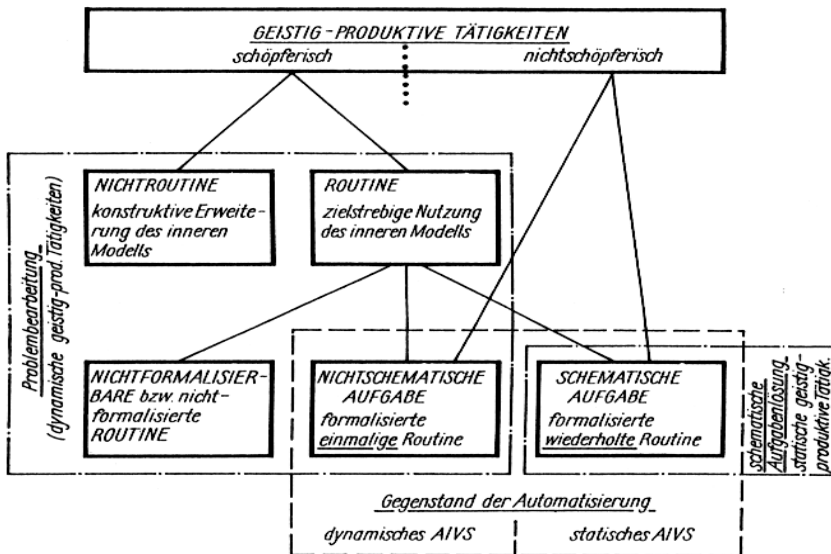 GEISTIG-PRODUKTIVE TÄTIGKEITEN
schöpferisch
nichtschöpferisch
Problembearbeitung
(dynamische geistig-prod. Tätigkeiten)
NICHTROUTINE
konstruktive Erweite-
rung des inneren
Modells
ROUTINE
zielstrebige Nutzung
des inneren Modells
NICHTFORMALISIER-
BARE bzw. nicht-
formalisierte
ROUTINE
NICHTSCHEMATISCHE
AUFGABE
formalisierte
einmalige Routine
SCHEMATISCHE
AUFGABE
formalisierte
wiederholte Routine
schematische
Aufgabenlösung
statische geistig-
produktive Tätigk.
Gegenstand der Automatisierung
dynamisches AIVS
statisches AIVS